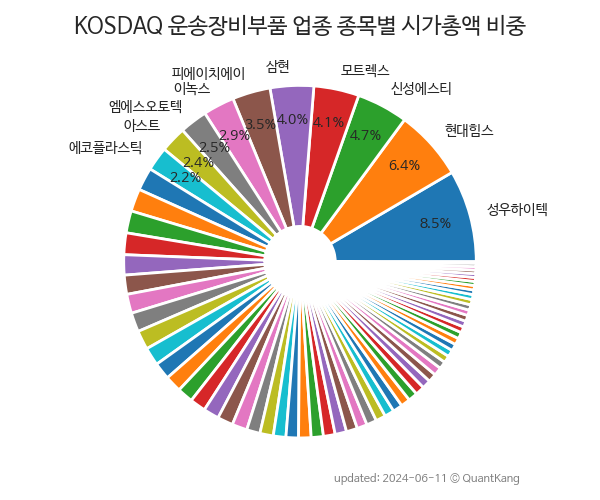 KOSDAQ 운송장비부품 업종 종목별 시가총액 비중
성우하이텍
8.5%
현대힘스
6.4%
신성에스티
4.7%
모트렉스
4.1%
삼현
4.0%
피에이치에이
3.5%
이녹스
2.9%
엠에스오토텍
2.5%
아스트
2.4%
에코플라스틱
2.2%
updated: 2024-06-11 ⓒ QuantKang